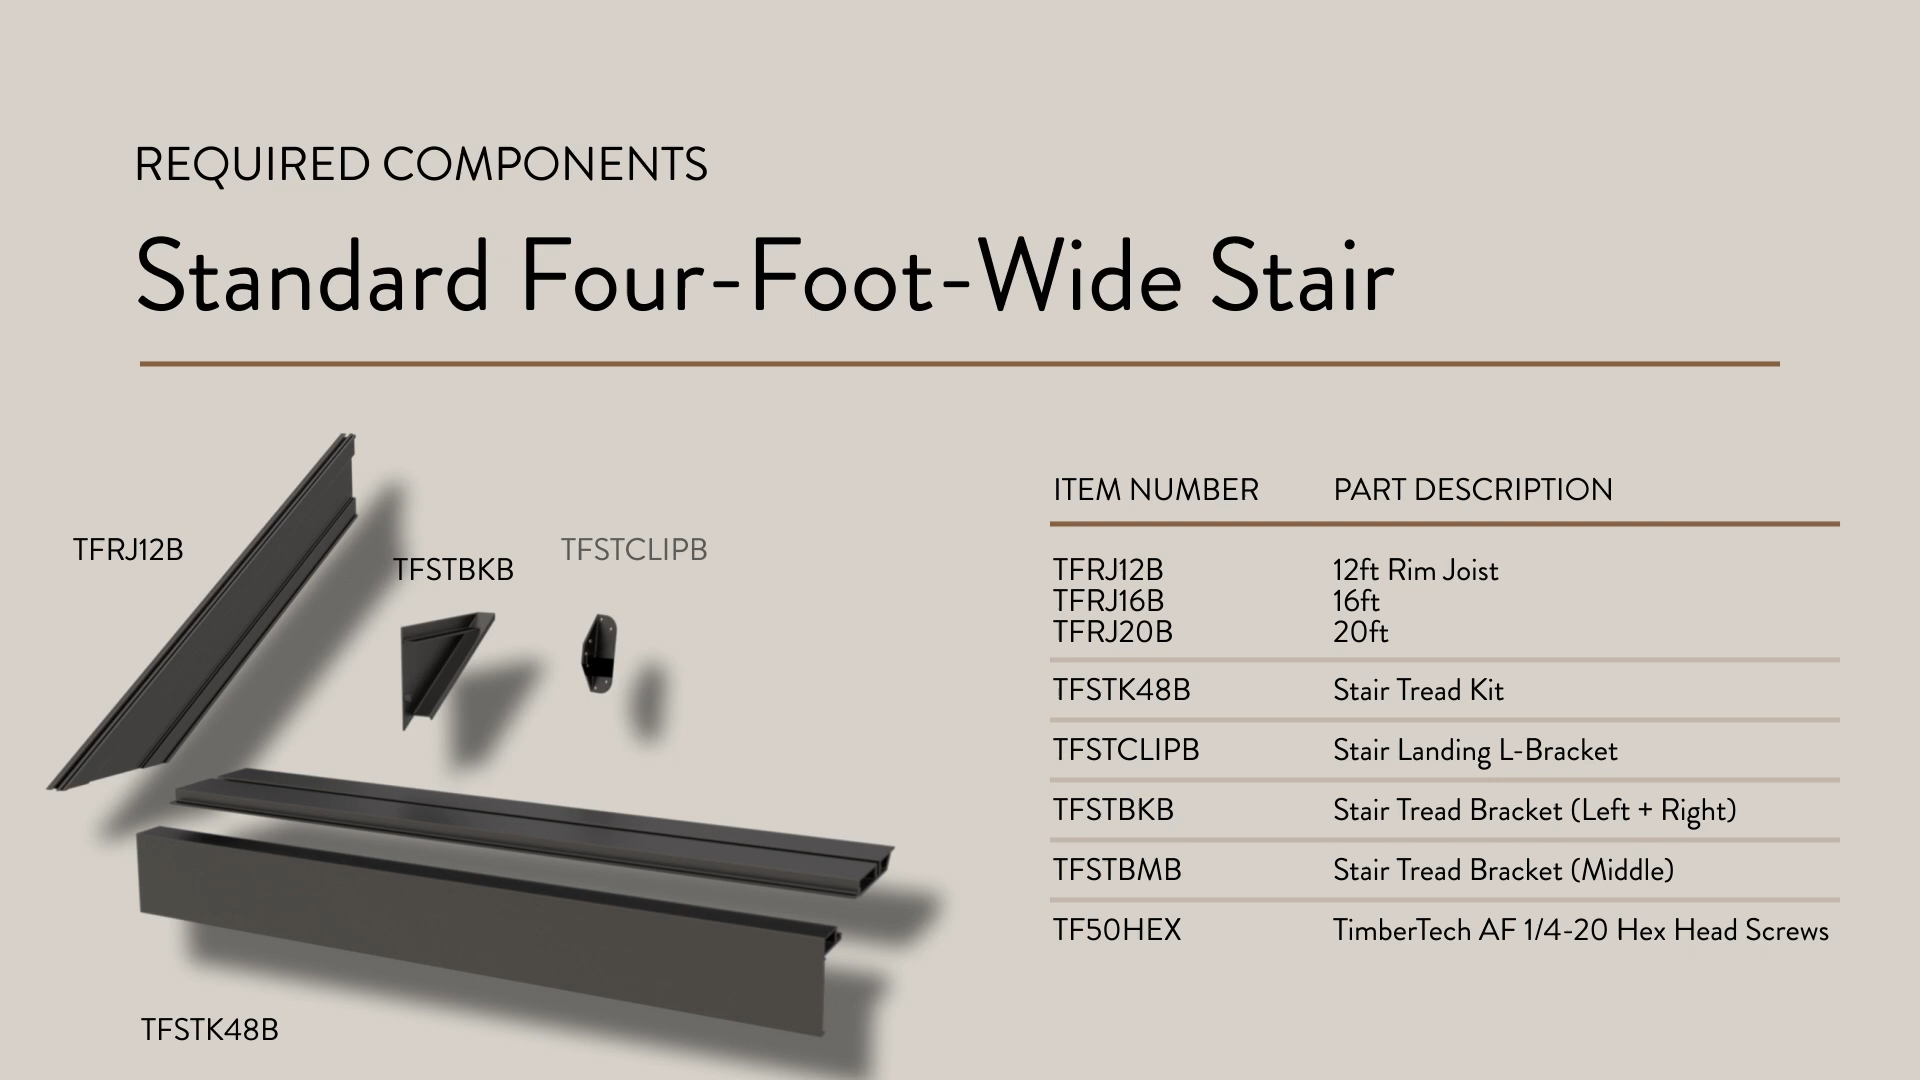 REQUIRED COMPONENTS
Standard Four-Foot-Wide Stair
TFRJ12B
TFSTBKB
TFSTCLIPB
TFSTK48B
ITEM NUMBER PART DESCRIPTION
TFRJ12B 12ft Rim Joist
TFRJ16B 16ft
TFRJ20B 20ft
TFSTK48B Stair Tread Kit
TFSTCLIPB Stair Landing L-Bracket
TFSTBKB Stair Tread Bracket (Left + Right)
TFSTBMB Stair Tread Bracket (Middle)
TF50HEX TimberTech AF 1/4-20 Hex Head Screws